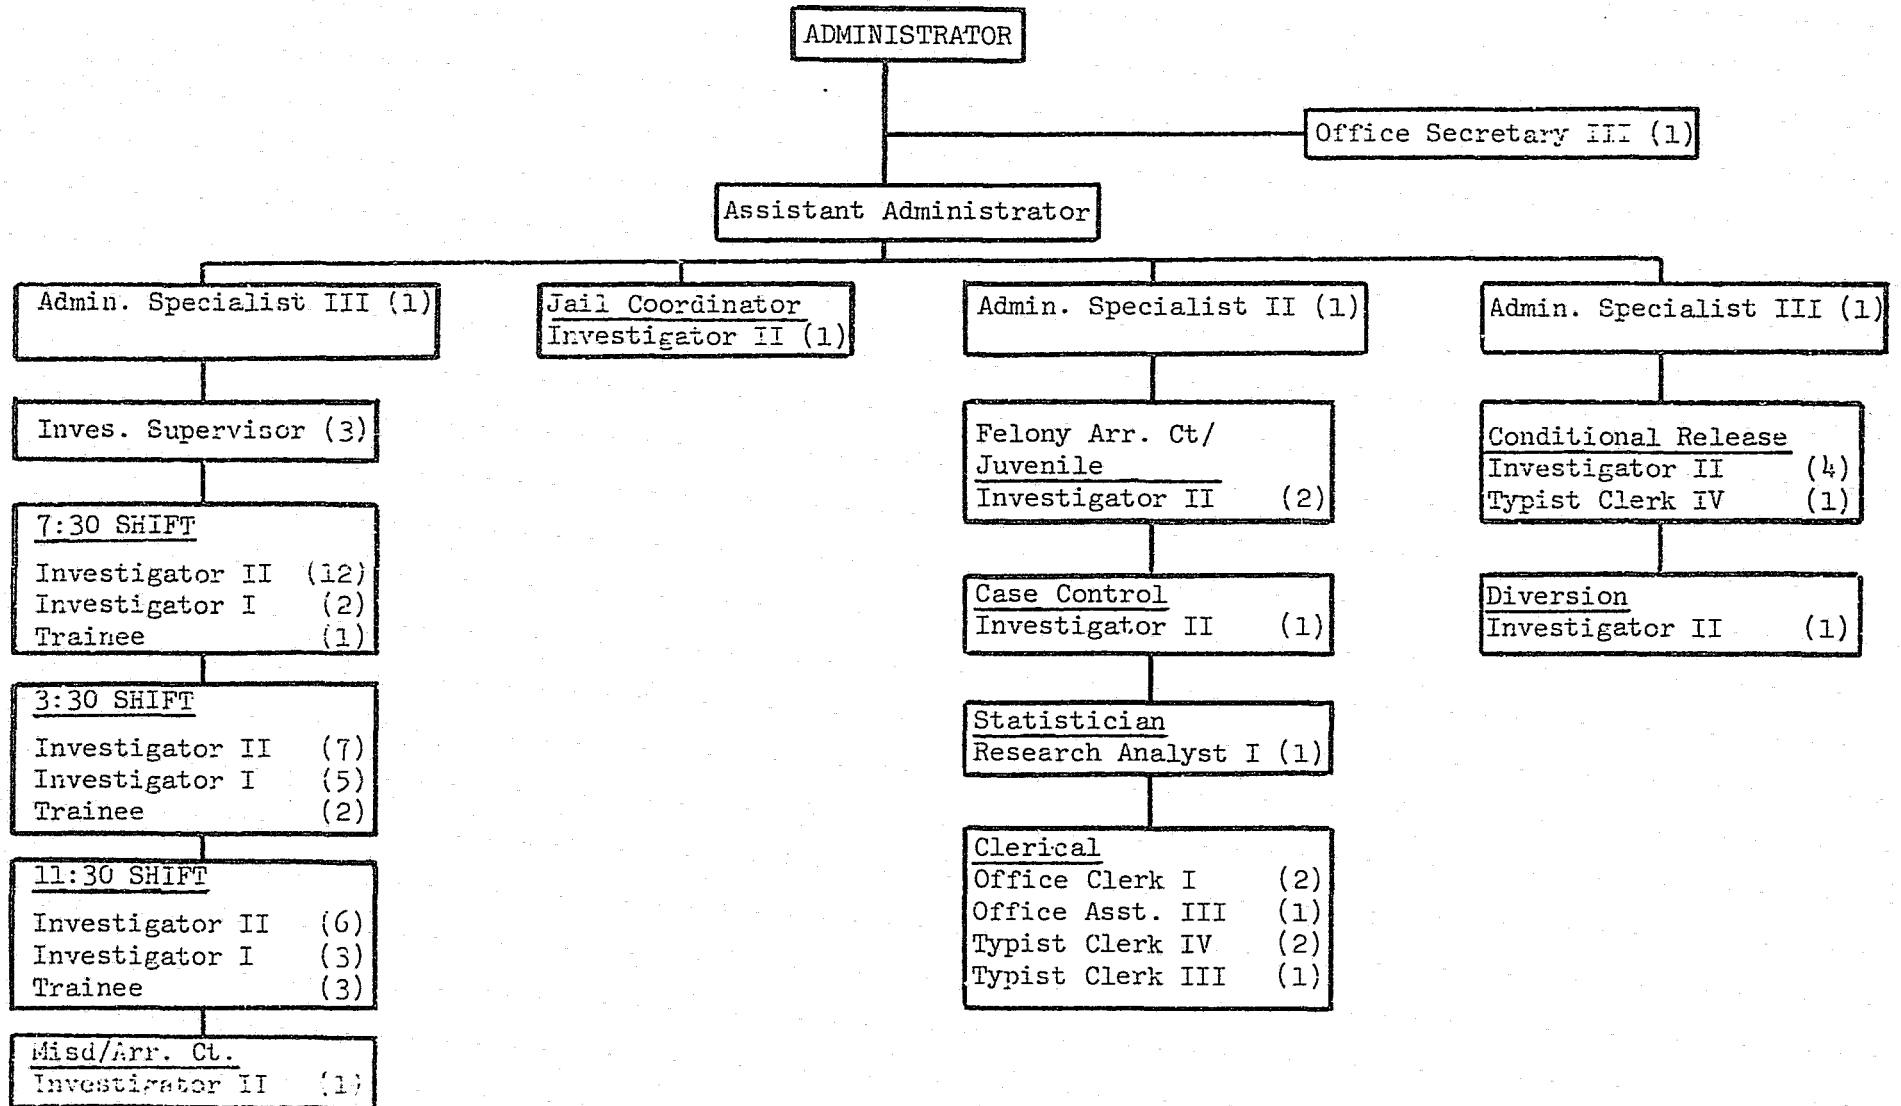 ADMINISTRATOR
Office Secretary III (1)
Assistant Administrator
Admin. Specialist III (1)
Inves. Supervisor (3)
7:30 SHIFT
Investigator II (12)
Investigator I (2)
Trainee (1)
3:30 SHIFT
Investigator II (7)
Investigator I (5)
Trainee (2)
11:30 SHIFT
Investigator II (6)
Investigator I (3)
Trainee (3)
Misd/Arr. Ct.
Investigator II (1)
Jail Coordinator
Investigator II (1)
Admin. Specialist II (1)
Felony Arr. Ct/
Juvenile
Investigator II (2)
Case Control
Investigator II (1)
Statistician
Research Analyst I (1)
Clerical
Office Clerk I (2)
Office Asst. III (1)
Typist Clerk IV (2)
Typist Clerk III (1)
Admin. Specialist III (1)
Conditional Release
Investigator II (4)
Typist Clerk IV (1)
Diversion
Investigator II (1)